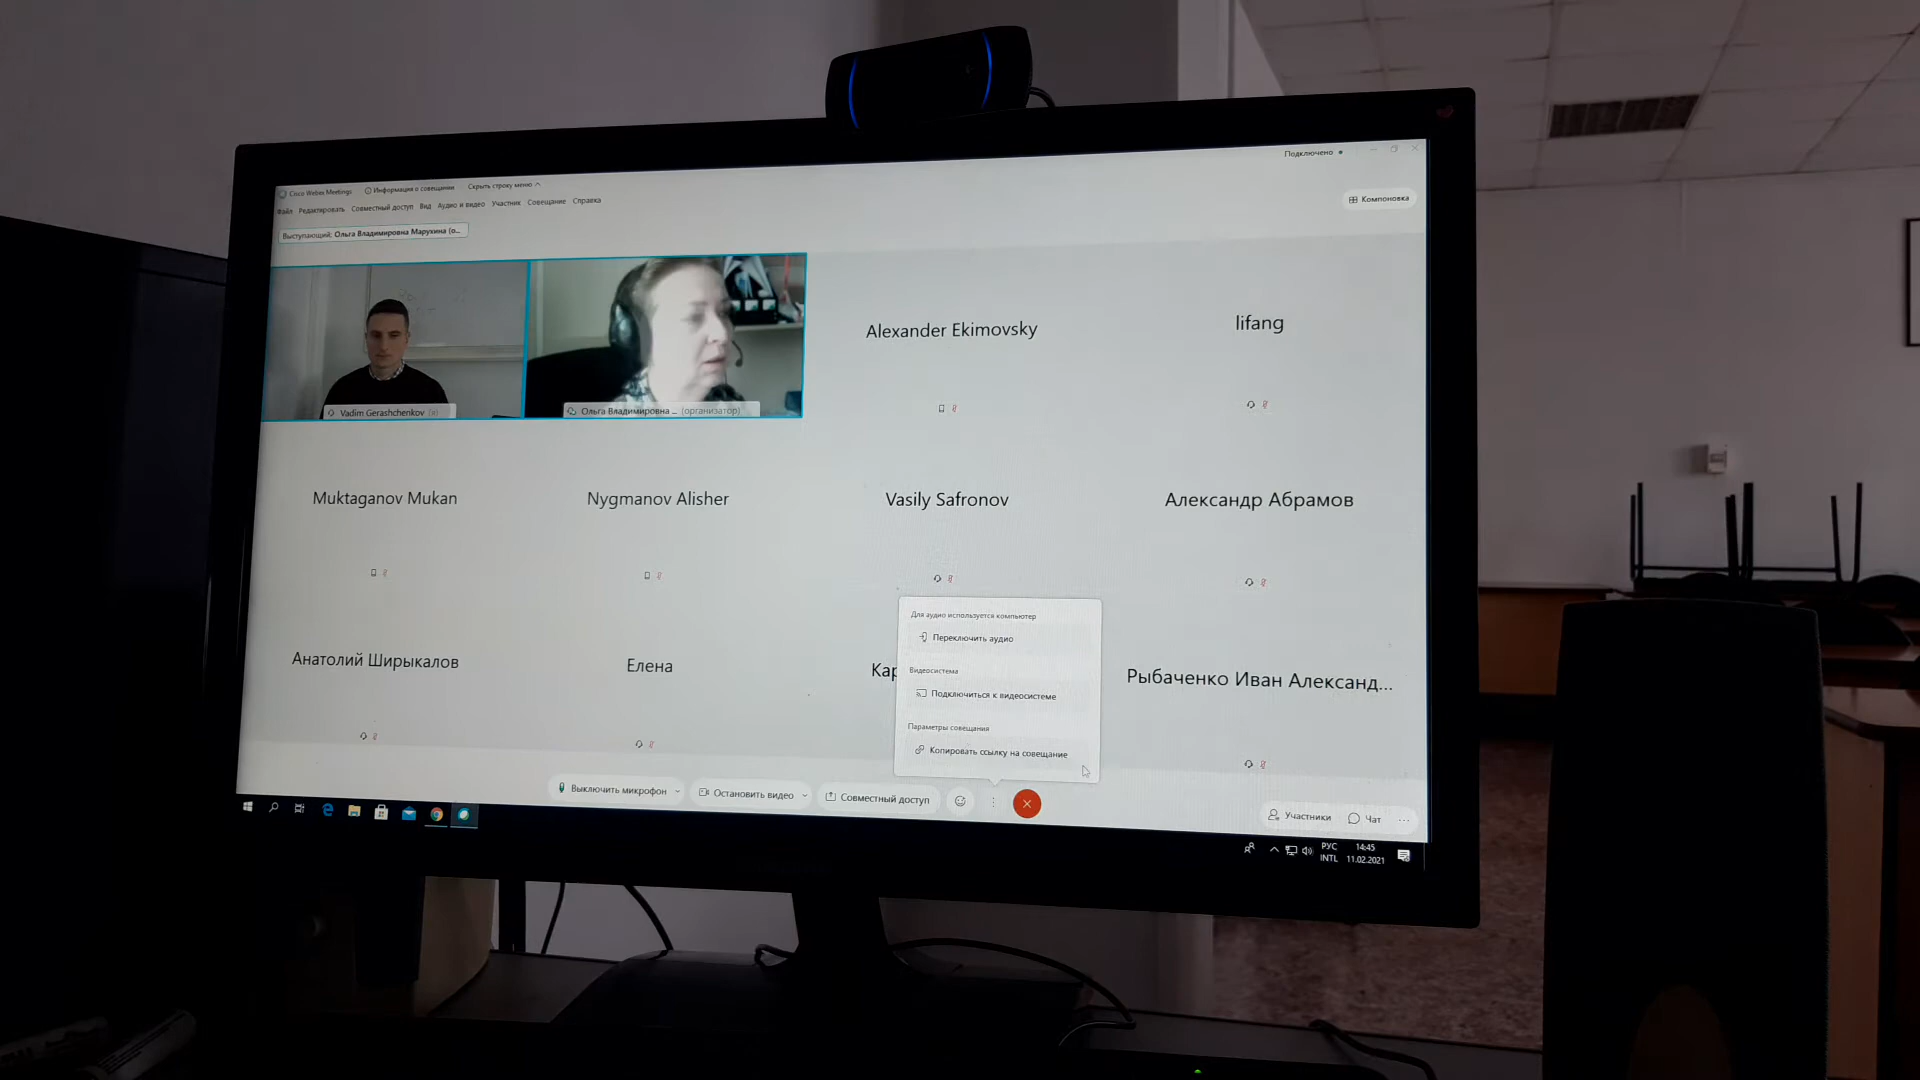 Подключено
Cisco Webex Meetings
Информация о совещании
Скрыть строку меню
Файл Редактировать Совместный доступ Вид Аудио и видео Участник Совещание Справка
Компоновка
Выступающий: Ольга Владимировна Марухина (о...
Vadim Gerashchenkov (я)
Ольга Владимировна ... (организатор)
Alexander Ekimovsky
lifang
Muktaganov Mukan
Nygmanov Alisher
Vasily Safronov
Александр Абрамов
Анатолий Ширыкалов
Елена
Кар
Рыбаченко Иван Александ...
Для аудио используется компьютер
Переключить аудио
Видеосистема
Подключиться к видеосистеме
Параметры совещания
Копировать ссылку на совещание
Выключить микрофон
Остановить видео
Совместный доступ
Участники
Чат
РУС
INTL
14:45
11.02.2021